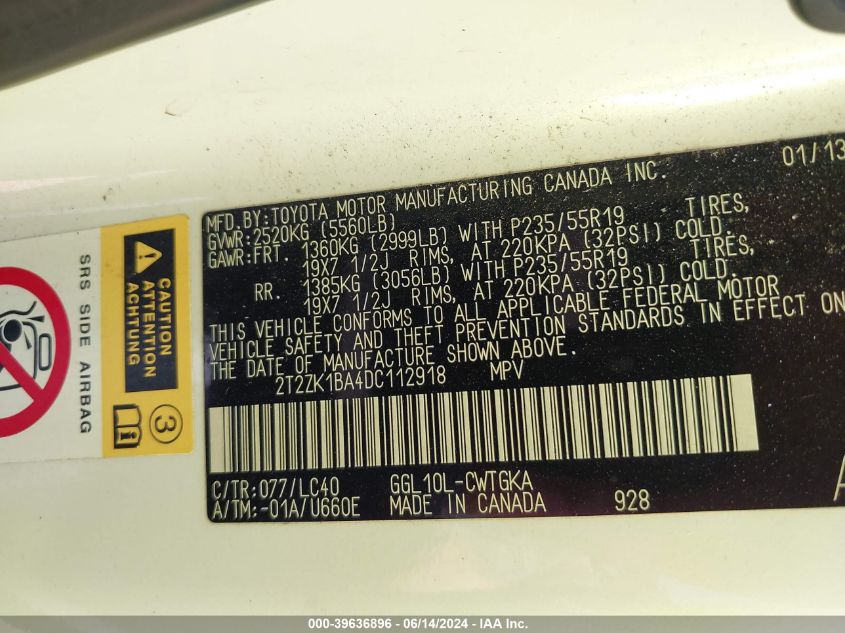 MFD.BY:TOYOTA MOTOR MANUFACTURING CANADA INC. 01/13
GVWR:2520KG (5560LB)
GAWR:FRT. 1360KG (2999LB) WITH P235/55R19 TIRES,
19X7 1/2J RIMS, AT 220KPA (32PSI) COLD.
RR. 1385KG (3056LB) WITH P235/55R19 TIRES,
19X7 1/2J RIMS, AT 220KPA (32PSI) COLD.
THIS VEHICLE CONFORMS TO ALL APPLICABLE FEDERAL MOTOR
VEHICLE SAFETY AND THEFT PREVENTION STANDARDS IN EFFECT ON
THE DATE OF MANUFACTURE SHOWN ABOVE.
2T2ZK1BA4DC112918 MPV
C/TR:077/LC40 GGL10L-CWTGKA
A/TM:-01A/U660E MADE IN CANADA 928
CAUTION
ATTENTION
ACHTUNG
SRS SIDE AIRBAG
3
000-39636896 - 06/14/2024 - IAA Inc.